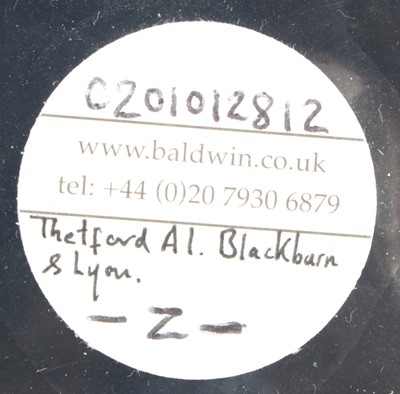 C201012812
www.baldwin.co.uk
tel: +44 (0)20 7930 6879
Thetford A1. Blackburn
& Lyon.
- Z -